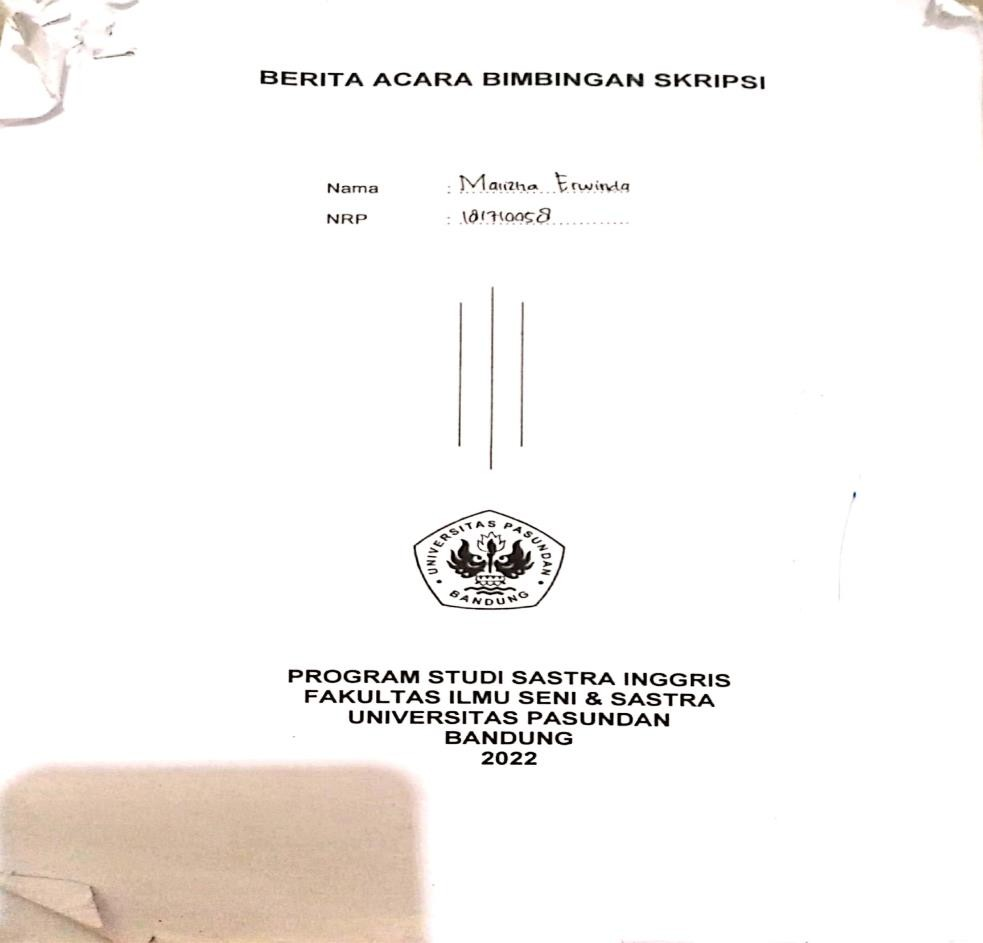 BERITA ACARA BIMBINGAN SKRIPSI
Nama : Marizha Erwinda
NRP : 181710058
UNIVERSITAS PASUNDAN
BANDUNG
PROGRAM STUDI SASTRA INGGRIS
FAKULTAS ILMU SENI & SASTRA
UNIVERSITAS PASUNDAN
BANDUNG
2022